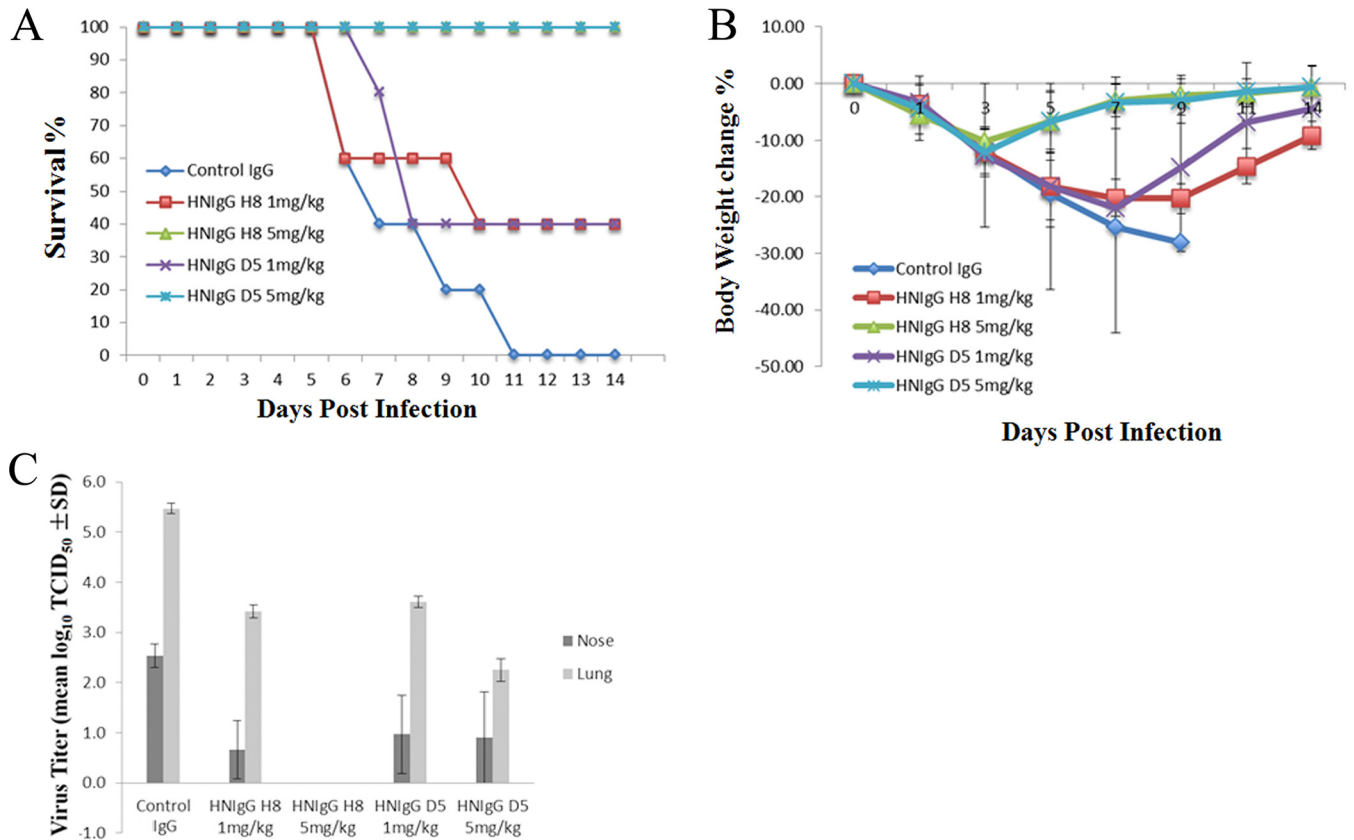 A
100
90
80
70
60
50
40
30
20
10
0
Survival %
Control IgG
HNIgG H8 1mg/kg
HNIgG H8 5mg/kg
HNIgG D5 1mg/kg
HNIgG D5 5mg/kg
0 1 2 3 4 5 6 7 8 9 10 11 12 13 14
Days Post Infection
B
10.00
0.00
-10.00
-20.00
-30.00
-40.00
-50.00
Body Weight change %
0 1 3 5 7 9 11 14
Control IgG
HNIgG H8 1mg/kg
HNIgG H8 5mg/kg
HNIgG D5 1mg/kg
HNIgG D5 5mg/kg
Days Post Infection
C
6.0
5.0
4.0
3.0
2.0
1.0
0.0
-1.0
Virus Titer (mean log10 TCID50 ±SD)
Nose
Lung
Control IgG
HNIgG H8 1mg/kg
HNIgG H8 5mg/kg
HNIgG D5 1mg/kg
HNIgG D5 5mg/kg